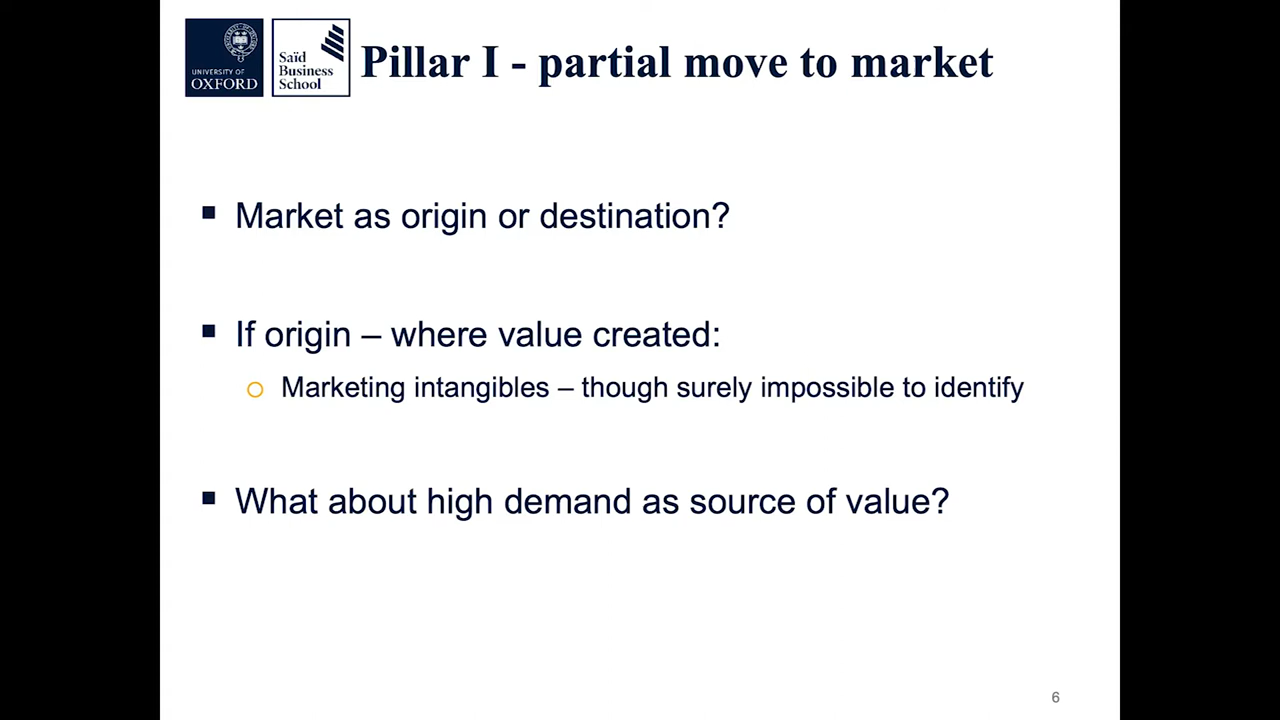 UNIVERSITY OF
OXFORD
Saïd
Business
School
Pillar I - partial move to market
▪ Market as origin or destination?
▪ If origin – where value created:
o Marketing intangibles – though surely impossible to identify
▪ What about high demand as source of value?
6